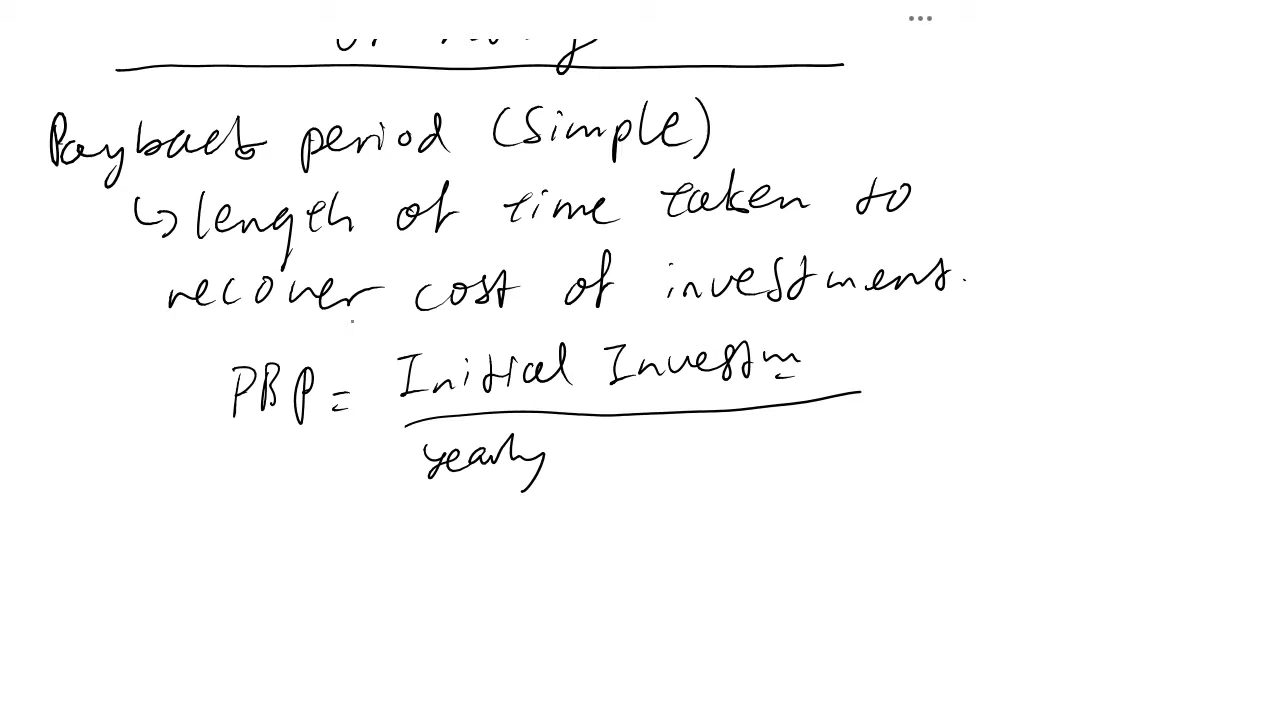 Payback period (Simple)
↳ length of time taken to
recover cost of investment.
PBP = Initial Investm
yearly